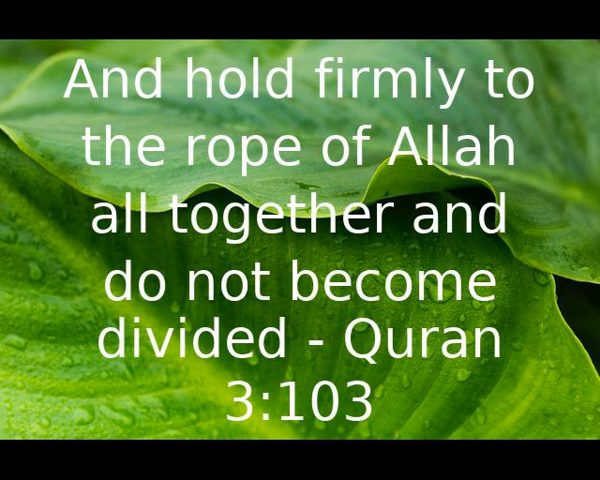 And hold firmly to
the rope of Allah
all together and
do not become
divided - Quran
3:103